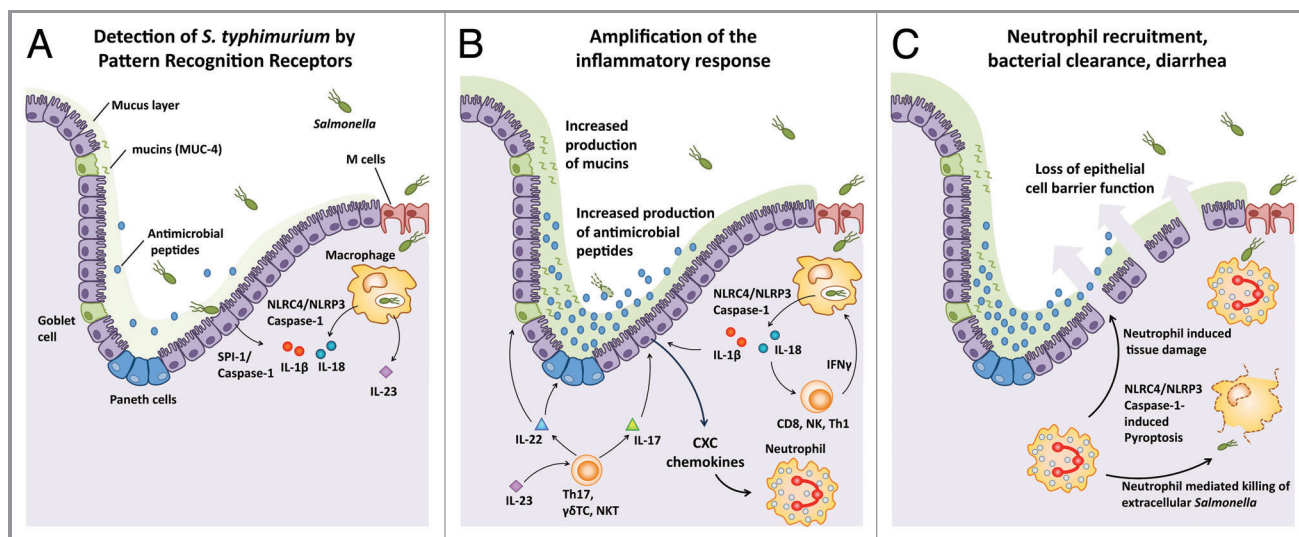 A
Detection of S. typhimurium by
Pattern Recognition Receptors
Mucus layer
Salmonella
mucins (MUC-4)
M cells
Antimicrobial
peptides
Macrophage
NLRC4/NLRP3
Caspase-1
Goblet
cell
SPI-1/
Caspase-1
IL-1β
IL-18
IL-23
Paneth cells
B
Amplification of the
inflammatory response
Increased
production
of mucins
Increased production
of antimicrobial
peptides
NLRC4/NLRP3
Caspase-1
IL-1β
IL-18
IFNγ
CD8, NK, Th1
IL-22
IL-17
CXC
chemokines
Neutrophil
IL-23
Th17,
γδTC, NKT
C
Neutrophil recruitment,
bacterial clearance, diarrhea
Loss of epithelial
cell barrier function
Neutrophil induced
tissue damage
NLRC4/NLRP3
Caspase-1-
induced
Pyroptosis
Neutrophil mediated killing of
extracellular Salmonella